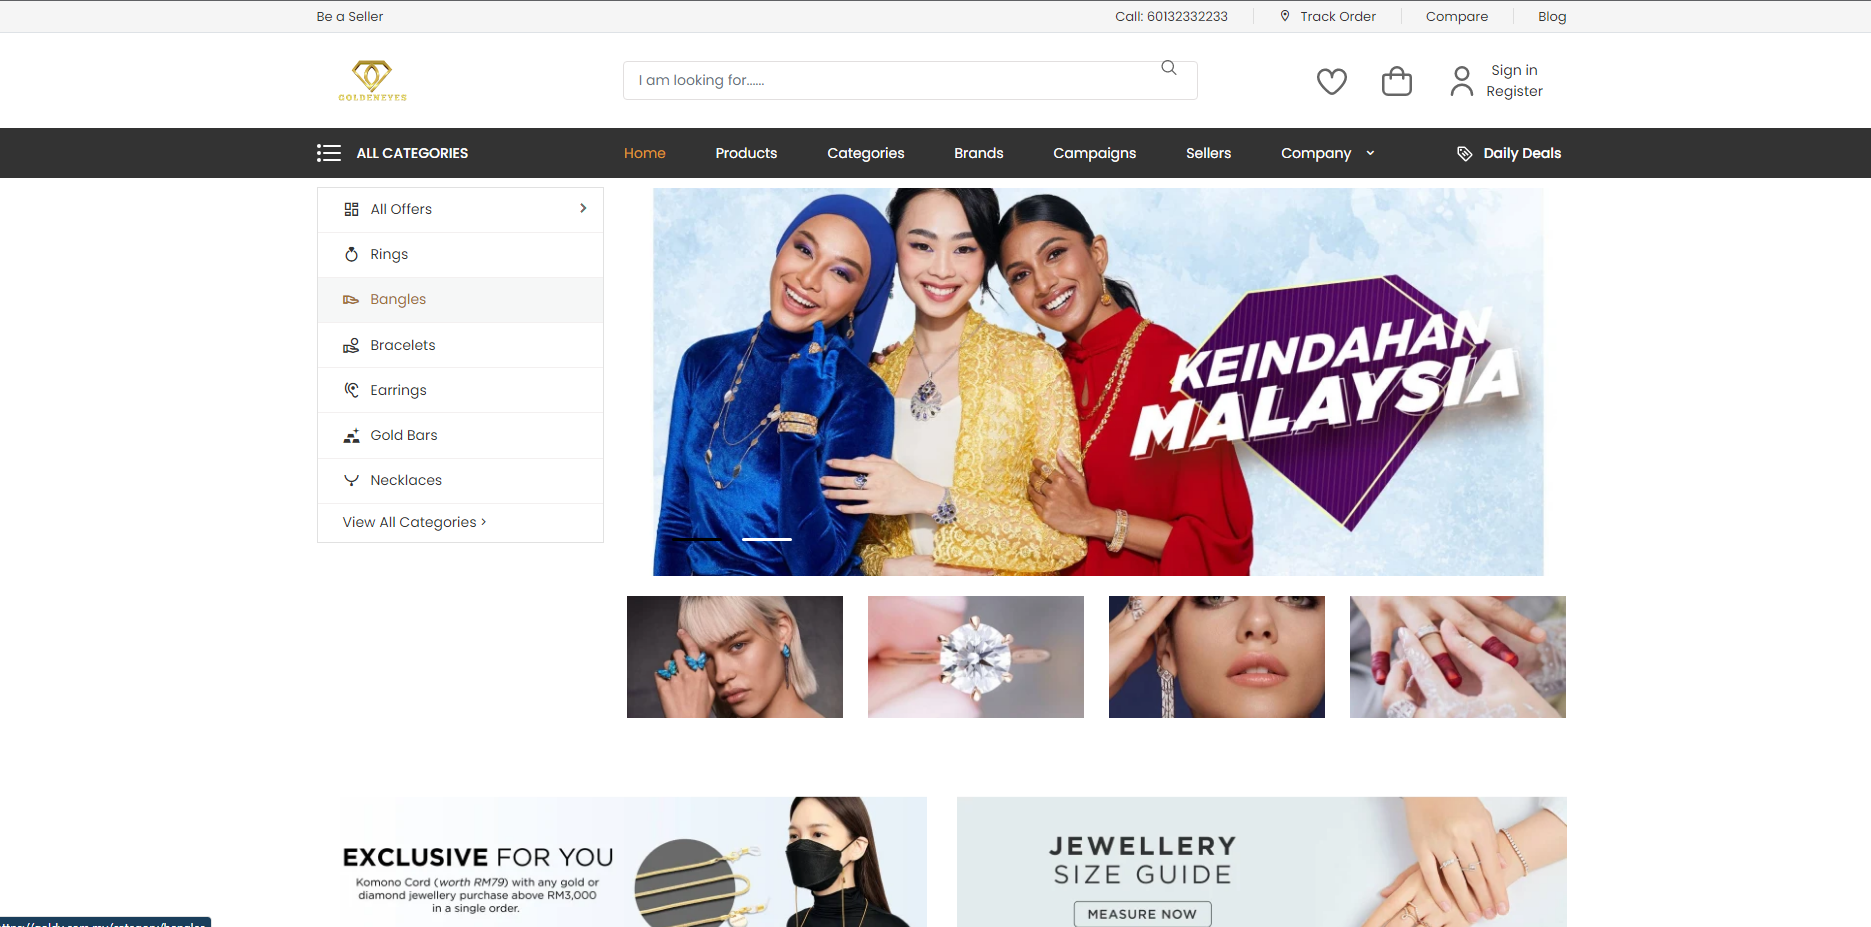 Be a Seller
Call: 60132332233
Track Order
Compare
Blog
GOLDENEYES
I am looking for......
Sign in
Register
ALL CATEGORIES
Home
Products
Categories
Brands
Campaigns
Sellers
Company
Daily Deals
All Offers
Rings
Bangles
Bracelets
Earrings
Gold Bars
Necklaces
View All Categories
KEINDAHAN
MALAYSIA
EXCLUSIVE FOR YOU
Komono Cord (worth RM79) with any gold or
diamond jewellery purchase above RM3,000
in a single order.
JEWELLERY
SIZE GUIDE
MEASURE NOW